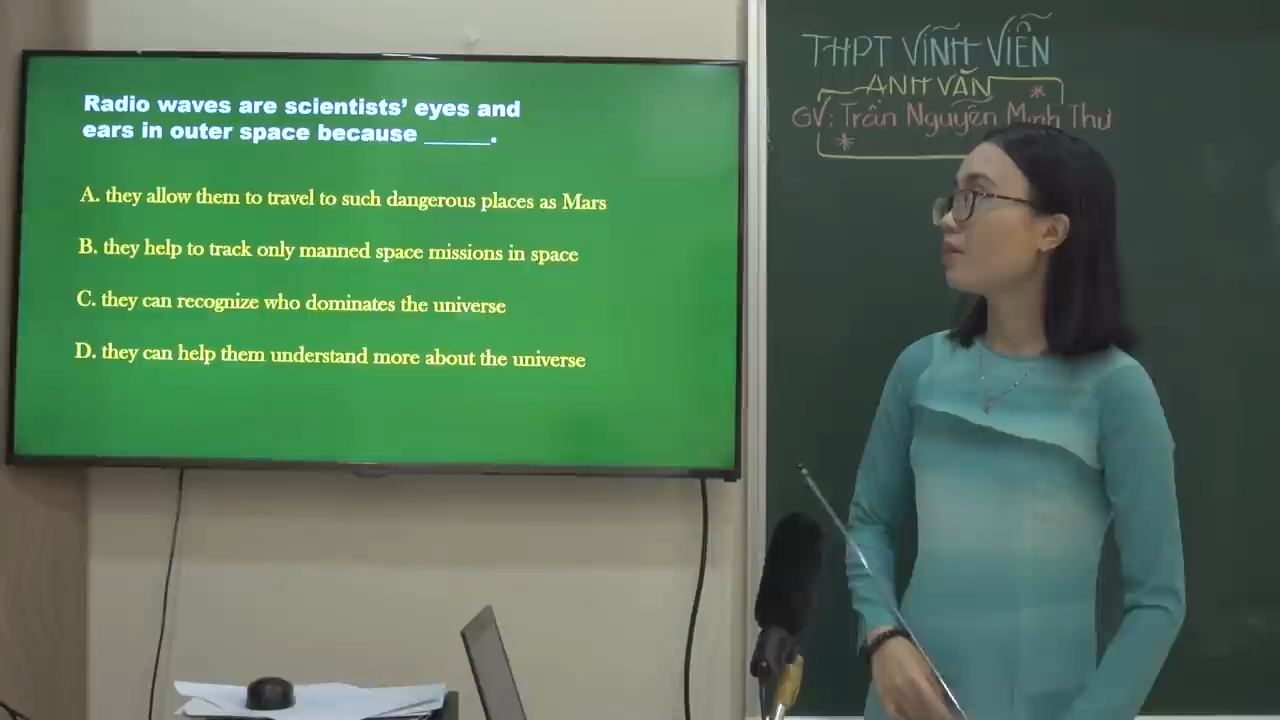 Radio waves are scientists' eyes and
ears in outer space because ______.
A. they allow them to travel to such dangerous places as Mars
B. they help to track only manned space missions in space
C. they can recognize who dominates the universe
D. they can help them understand more about the universe
THPT VĨNH VIỄN
ANH VĂN
GV: Trần Nguyễn Minh Thư